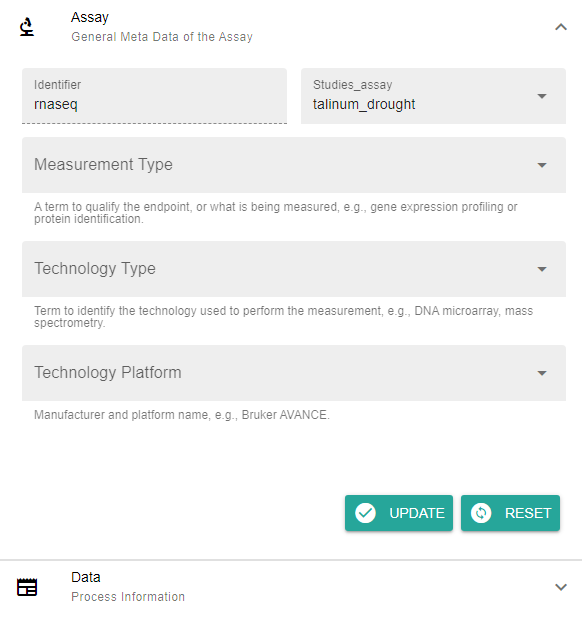 Assay
General Meta Data of the Assay
Identifier
rnaseq
Studies_assay
talinum_drought
Measurement Type
A term to qualify the endpoint, or what is being measured, e.g., gene expression profiling or
protein identification.
Technology Type
Term to identify the technology used to perform the measurement, e.g., DNA microarray, mass
spectrometry.
Technology Platform
Manufacturer and platform name, e.g., Bruker AVANCE.
UPDATE
RESET
Data
Process Information